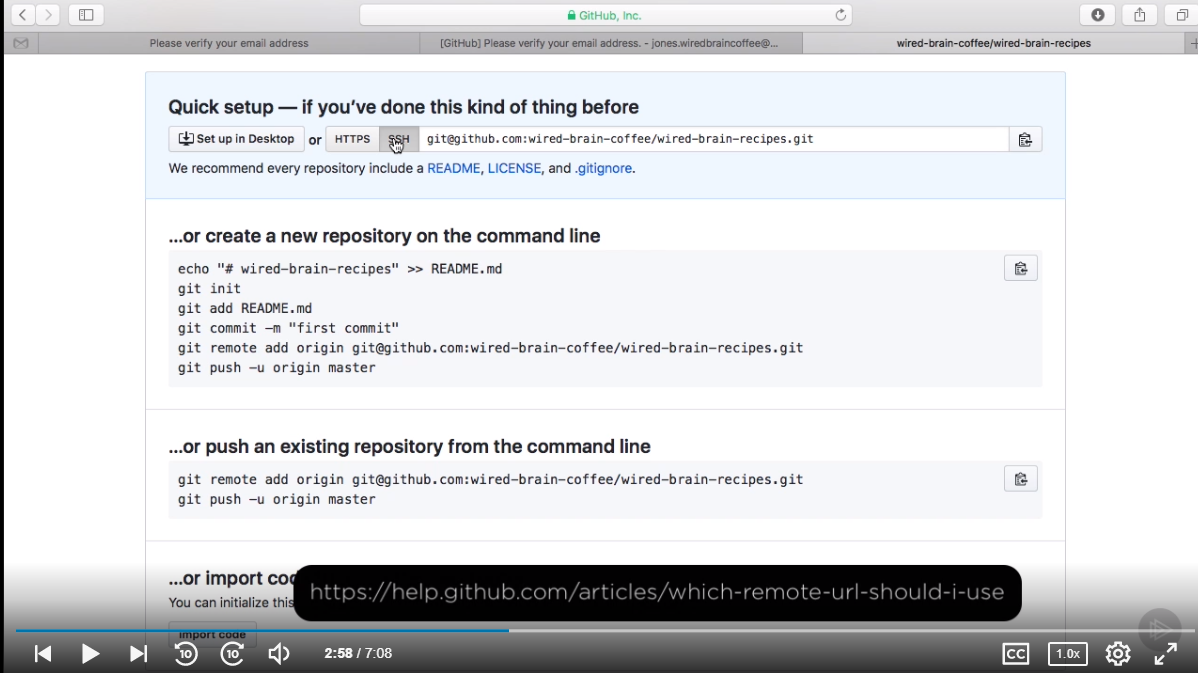 GitHub, Inc.
Please verify your email address
[GitHub] Please verify your email address. - jones.wiredbraincoffee@...
wired-brain-coffee/wired-brain-recipes
Quick setup — if you've done this kind of thing before
Set up in Desktop or HTTPS SSH git@github.com:wired-brain-coffee/wired-brain-recipes.git
We recommend every repository include a README, LICENSE, and .gitignore.
...or create a new repository on the command line
echo "# wired-brain-recipes" >> README.md
git init
git add README.md
git commit -m "first commit"
git remote add origin git@github.com:wired-brain-coffee/wired-brain-recipes.git
git push -u origin master
...or push an existing repository from the command line
git remote add origin git@github.com:wired-brain-coffee/wired-brain-recipes.git
git push -u origin master
...or import
https://help.github.com/articles/which-remote-url-should-i-use
You can initialize this
Import code
10 10 2:58 / 7:08 CC 1.0x